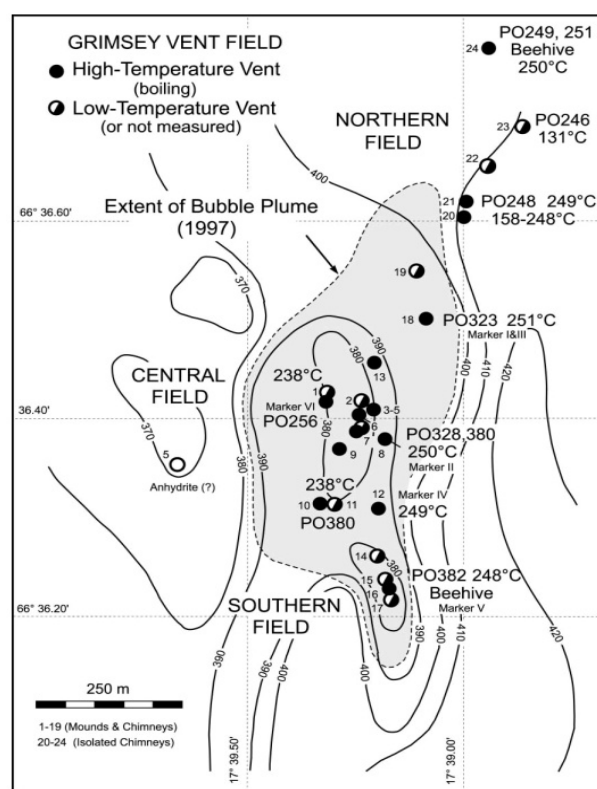 GRIMSEY VENT FIELD
High-Temperature Vent
(boiling)
Low-Temperature Vent
(or not measured)
NORTHERN
FIELD
24
PO249, 251
Beehive
250°C
23
PO246
131°C
22
400
Extent of Bubble Plume
(1997)
66° 36.60'
21
20
PO248 249°C
158-248°C
19
370
18
PO323 251°C
Marker I&III
390
380
400
410
420
13
238°C
1
2
3-5
CENTRAL
FIELD
66° 36.40'
Marker VI
PO256
6
7
8
9
PO328,380
250°C
Marker II
370
380
390
380
5
Anhydrite (?)
238°C
10
11
PO380
12
Marker IV
249°C
14
380
15
16
17
PO382 248°C
Beehive
Marker V
66° 36.20'
SOUTHERN
FIELD
390
400
400
390
400
410
420
250 m
1-19 (Mounds & Chimneys)
20-24 (Isolated Chimneys)
17° 39.50'
17° 39.00'